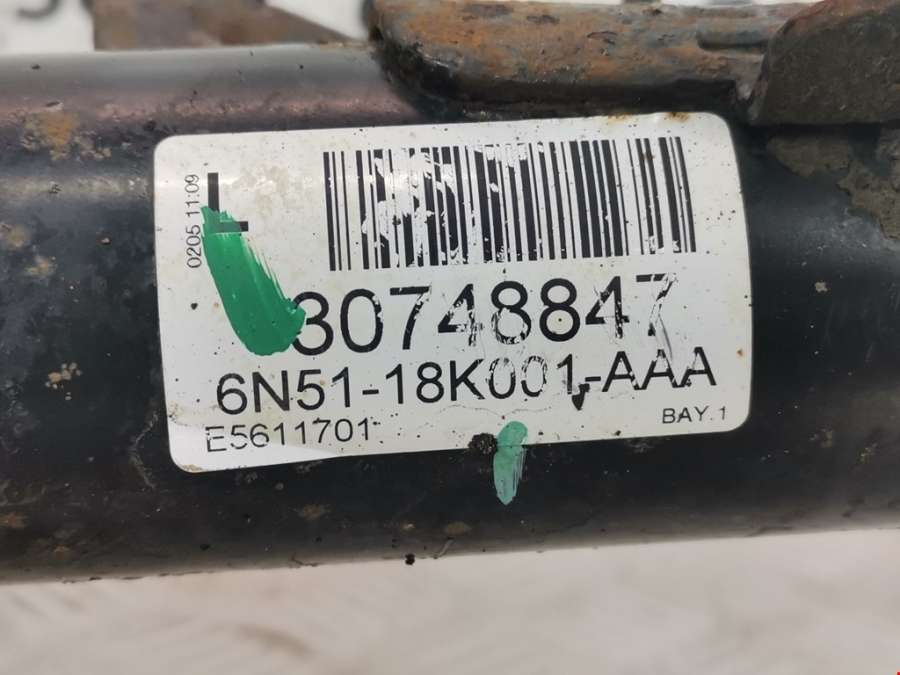 0205 11:09
L
30748847
6N51-18K001-AAA
E5611701
BAY.1